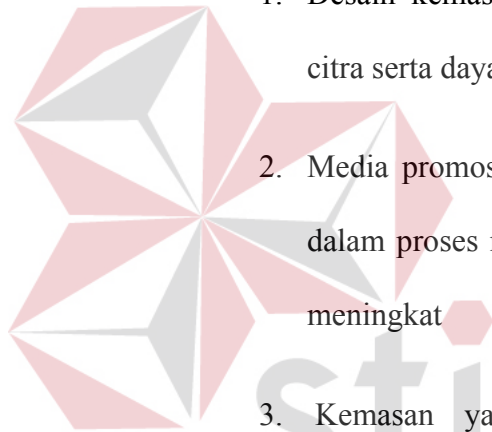 1. Desain kemas
citra serta daya
2. Media promos
dalam proses
meningkat
3. Kemasan ya
sti